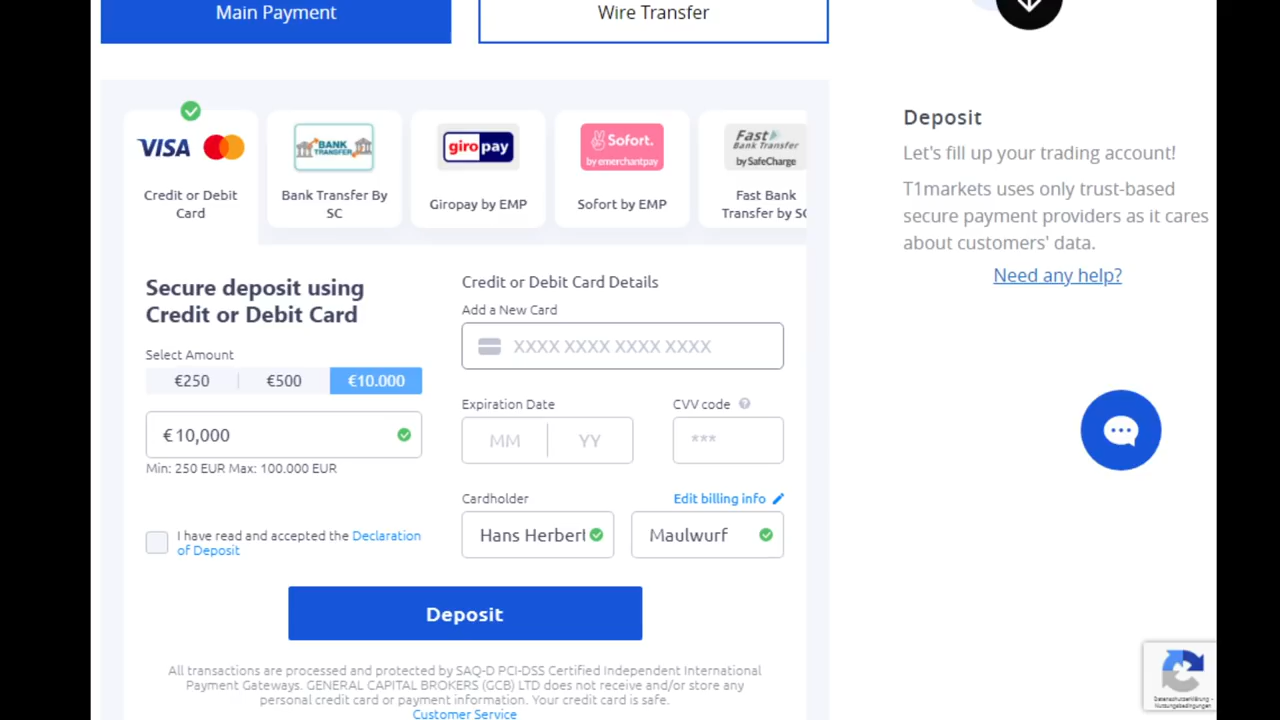 Main Payment
Wire Transfer
VISA
Credit or Debit
Card
BANK
TRANSFER
Bank Transfer By
SC
giropay
Giropay by EMP
Sofort.
by emerchantpay
Sofort by EMP
Fast
Bank Transfer
by SafeCharge
Fast Bank
Transfer by SC
Secure deposit using
Credit or Debit Card
Select Amount
€250
€500
€10.000
€ 10,000
Min: 250 EUR Max: 100.000 EUR
I have read and accepted the Declaration
of Deposit
Credit or Debit Card Details
Add a New Card
XXXX XXXX XXXX XXXX
Expiration Date
CVV code ?
MM
YY
***
Cardholder
Edit billing info
Hans Herbert
Maulwurf
Deposit
All transactions are processed and protected by SAQ-D PCI-DSS Certified Independent International
Payment Gateways. GENERAL CAPITAL BROKERS (GCB) LTD does not receive and/or store any
personal credit card or payment information. Your credit card is safe.
Customer Service
Deposit
Let's fill up your trading account!
T1markets uses only trust-based
secure payment providers as it cares
about customers' data.
Need any help?
Datenschutzerklärung -
Nutzungsbedingungen